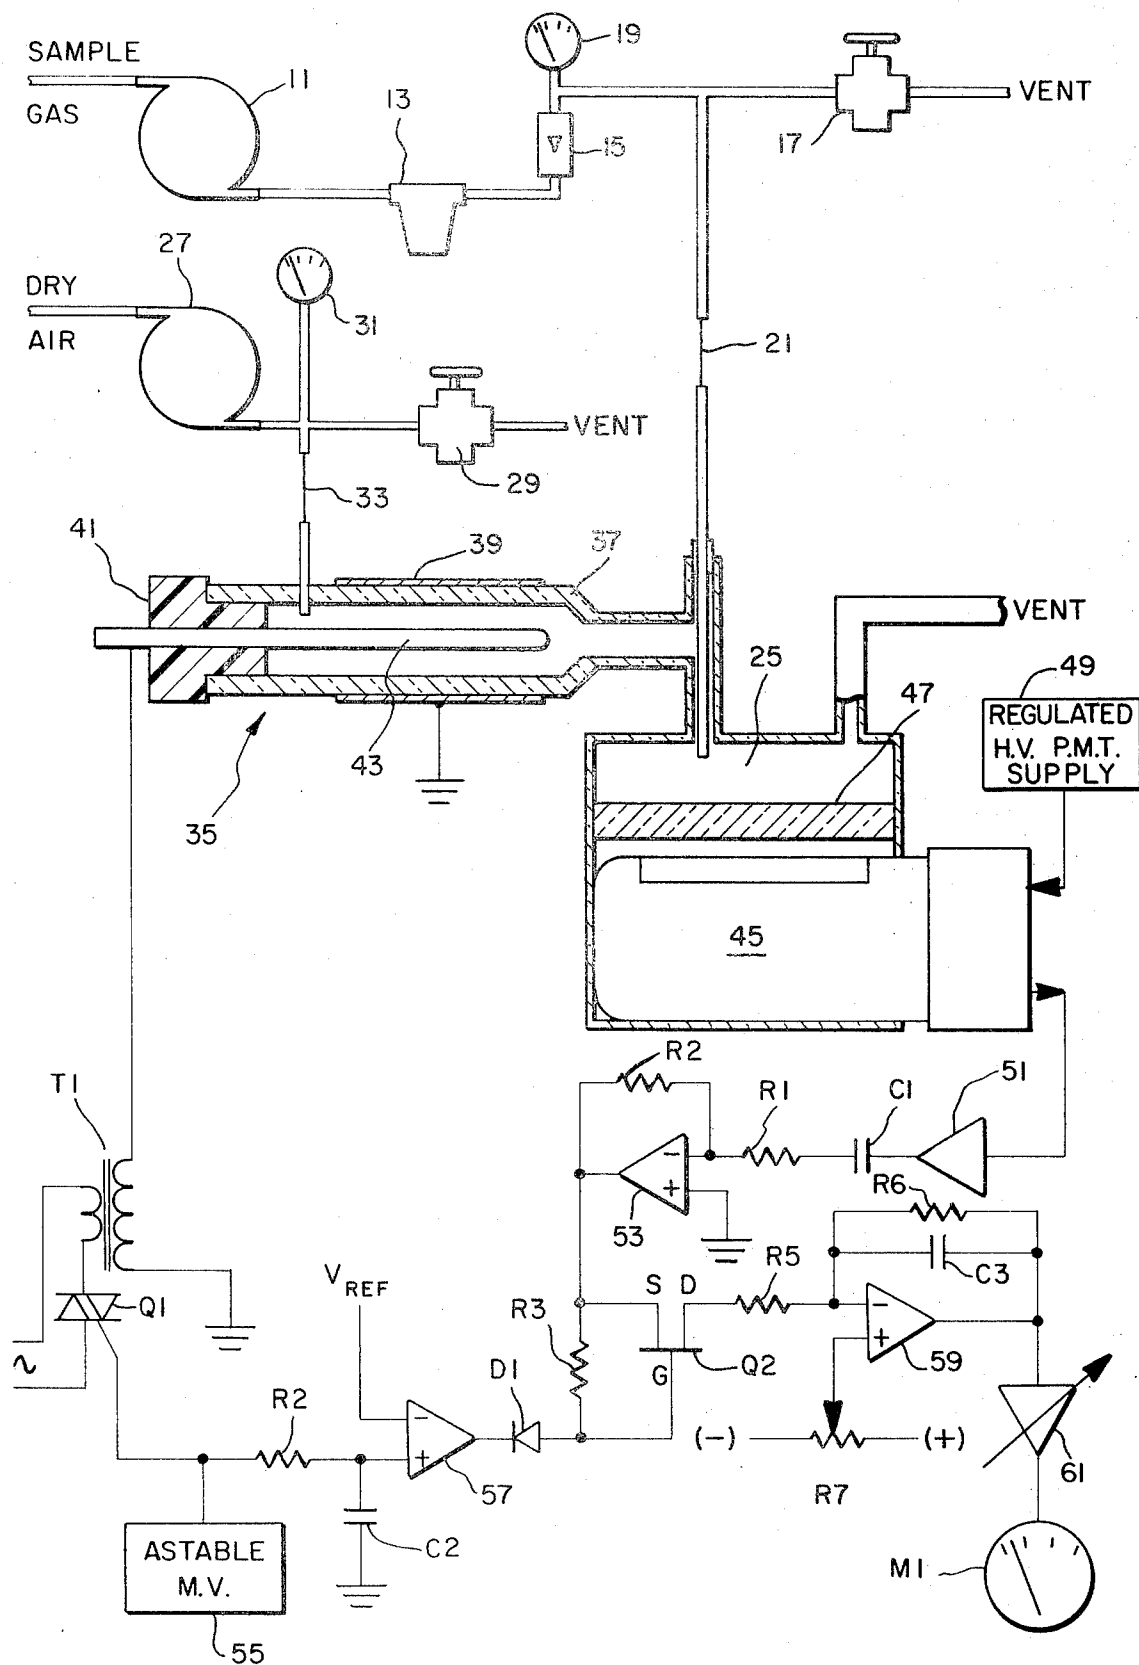 SAMPLE
GAS
11
13
15
19
17
VENT
DRY
AIR
27
31
21
VENT
29
33
41
39
37
VENT
25
47
49
REGULATED
H.V. P.M.T.
SUPPLY
43
35
45
T1
R2
R1
C1
51
53
R6
C3
R5
Q1
VREF
R3
S D
G
Q2
59
D1
R2
57
(-)
(+)
R7
61
C2
ASTABLE
M.V.
55
M1
~
-
+
-
+
-
+